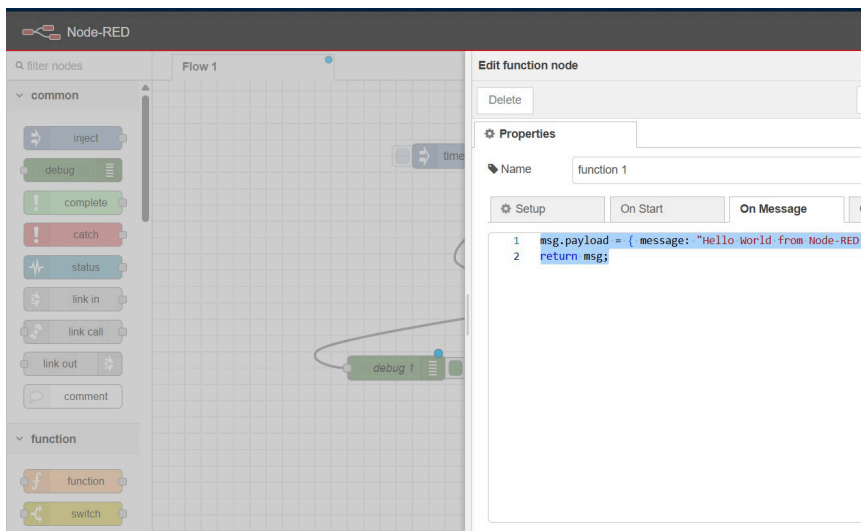 Node-RED
filter nodes
Flow 1
Edit function node
common
Delete
inject
Properties
time
debug
Name
function 1
complete
Setup
On Start
On Message
catch
1 msg.payload = { message: "Hello World from Node-RED
2 return msg;
status
link in
link call
link out
debug 1
comment
function
function
switch